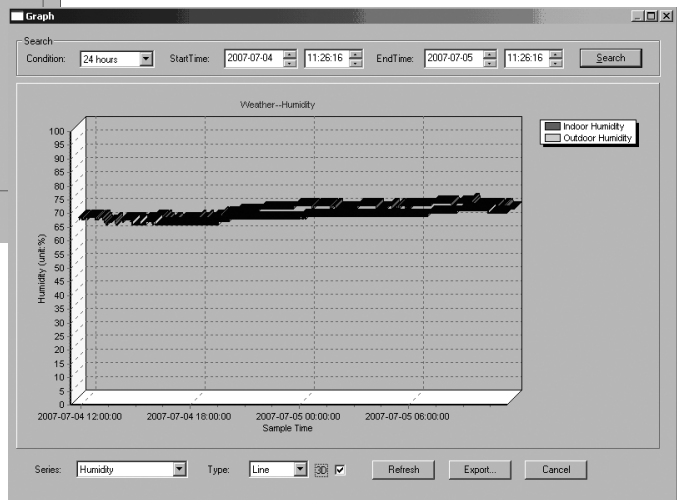 Graph
Search
Condition: 24 hours StartTime: 2007-07-04 11:26:16 EndTime: 2007-07-05 11:26:16 Search
Weather--Humidity
Indoor Humidity
Outdoor Humidity
Humidity (unit:%)
100
95
90
85
80
75
70
65
60
55
50
45
40
35
30
25
20
15
10
5
0
2007-07-04 12:00:00 2007-07-04 18:00:00 2007-07-05 00:00:00 2007-07-05 06:00:00
Sample Time
Series: Humidity Type: Line 3D Refresh Export... Cancel